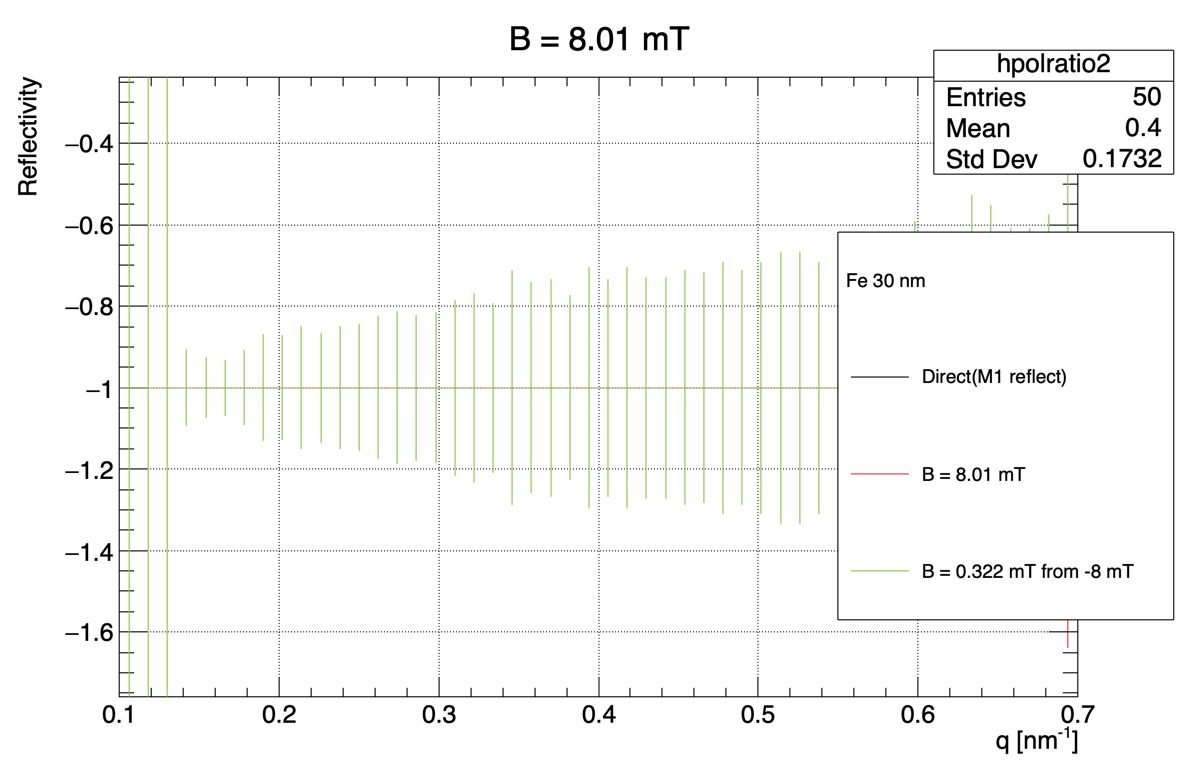 B = 8.01 mT
hpolratio2
Entries 50
Mean 0.4
Std Dev 0.1732
Reflectivity
−0.4
−0.6
−0.8
−1
−1.2
−1.4
−1.6
Fe 30 nm
Direct(M1 reflect)
B = 8.01 mT
B = 0.322 mT from -8 mT
0.1 0.2 0.3 0.4 0.5 0.6 0.7
q [nm⁻¹]